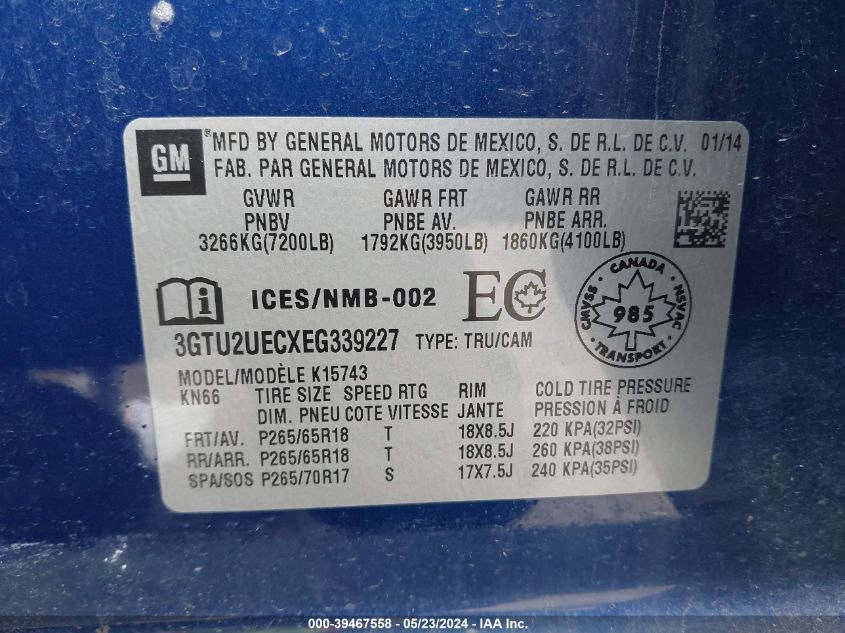 GM ® MFD BY GENERAL MOTORS DE MEXICO, S. DE R.L. DE C.V. 01/14
FAB. PAR GENERAL MOTORS DE MEXICO, S. DE R.L. DE C.V.
GVWR GAWR FRT GAWR RR
PNBV PNBE AV. PNBE ARR.
3266KG(7200LB) 1792KG(3950LB) 1860KG(4100LB)
i ICES/NMB-002 EC CANADA CMVSS 985 NSVAC TRANSPORT
3GTU2UECXEG339227 TYPE: TRU/CAM
MODEL/MODÈLE K15743
KN66 TIRE SIZE SPEED RTG RIM COLD TIRE PRESSURE
DIM. PNEU COTE VITESSE JANTE PRESSION À FROID
FRT/AV. P265/65R18 T 18X8.5J 220 KPA(32PSI)
RR/ARR. P265/65R18 T 18X8.5J 260 KPA(38PSI)
SPA/SOS P265/70R17 S 17X7.5J 240 KPA(35PSI)
000-39467558 - 05/23/2024 - IAA Inc.